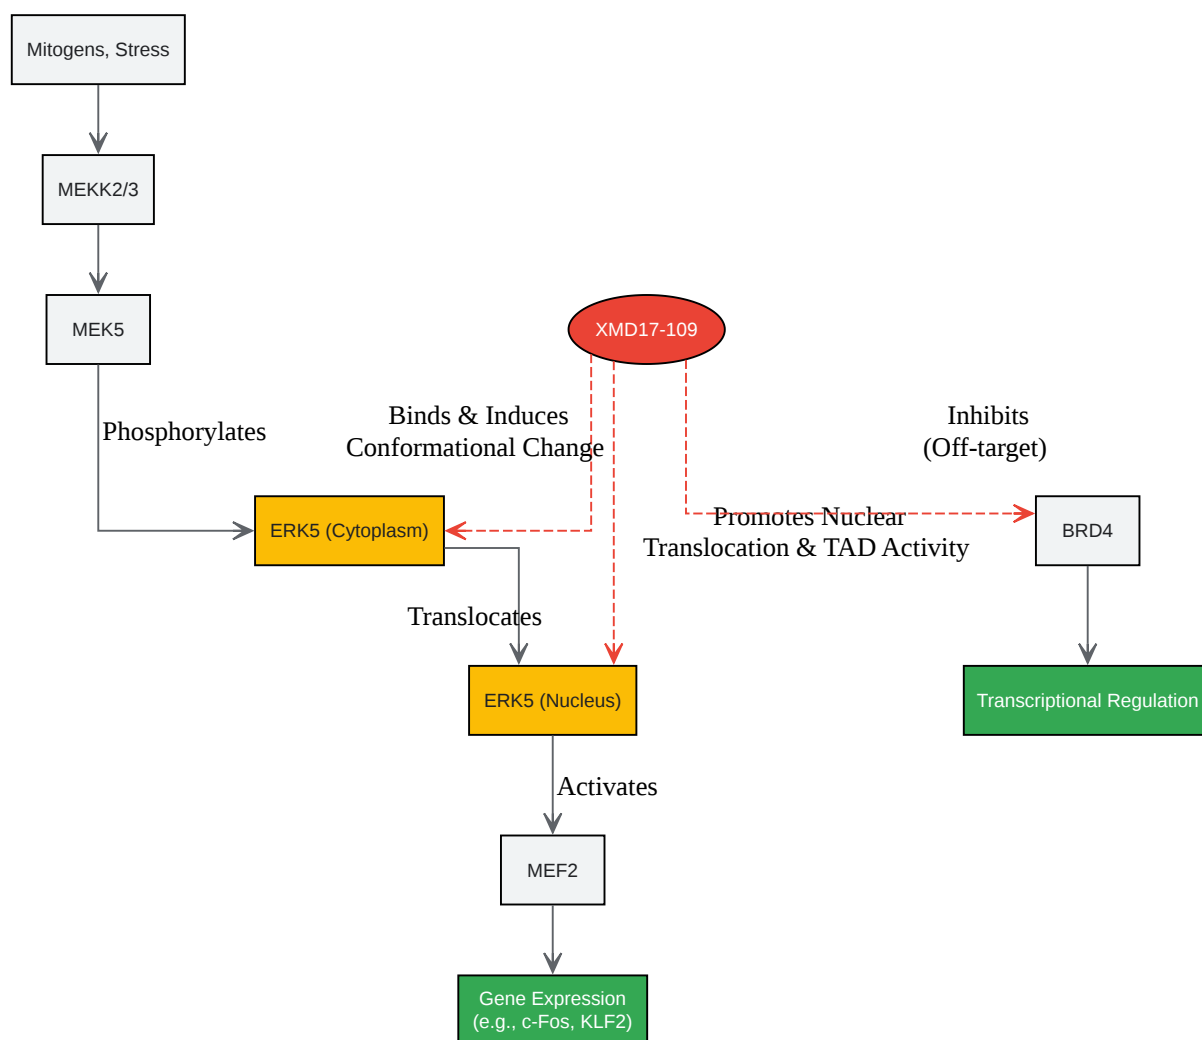 Mitogens, Stress
MEKK2/3
MEK5
XMD17-109
Phosphorylates
Binds & Induces
Conformational Change
Inhibits
(Off-target)
ERK5 (Cytoplasm)
Promotes Nuclear
Translocation & TAD Activity
BRD4
Translocates
ERK5 (Nucleus)
Transcriptional Regulation
Activates
MEF2
Gene Expression
(e.g., c-Fos, KLF2)